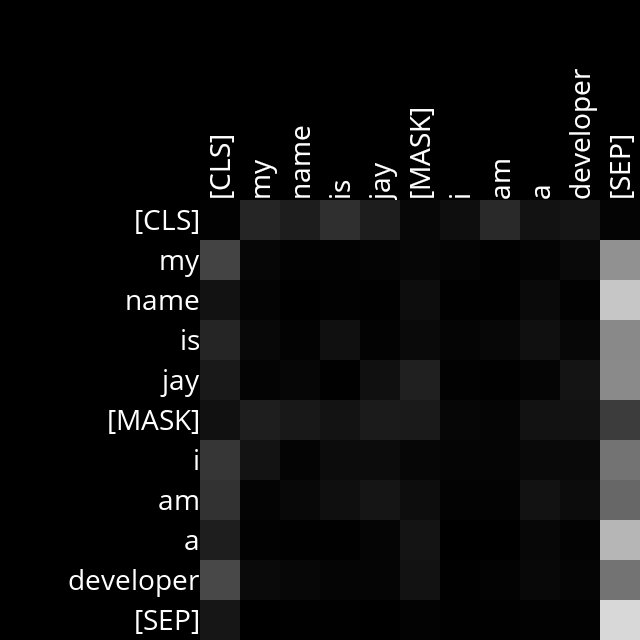 [CLS] my name is jay [MASK] i am a developer [SEP]
[CLS]
my
name
is
jay
[MASK]
i
am
a
developer
[SEP]